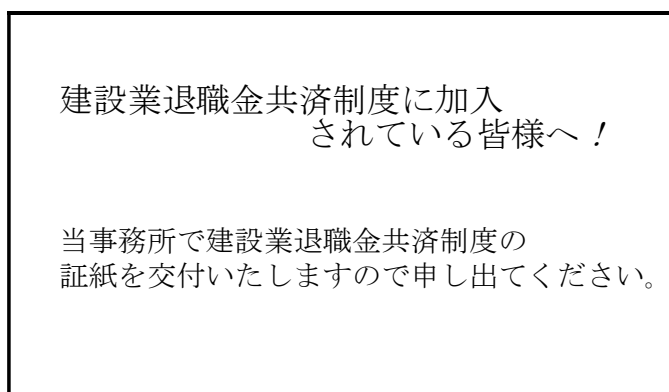 建設業退職金共済制度に加入
されている皆様へ!
当事務所で建設業退職金共済制度の
証紙を交付いたしますので申し出てください。